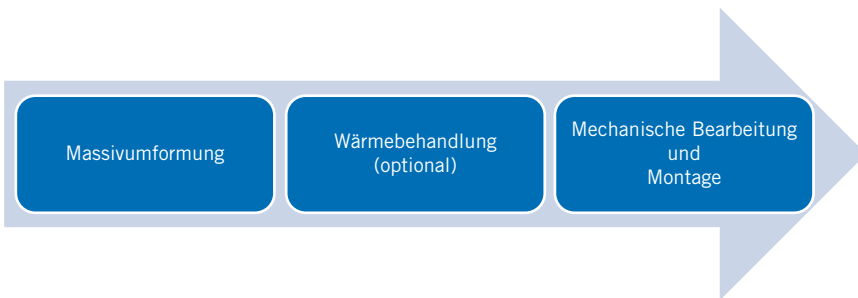 Massivumformung
Wärmebehandlung
(optional)
Mechanische Bearbeitung
und
Montage